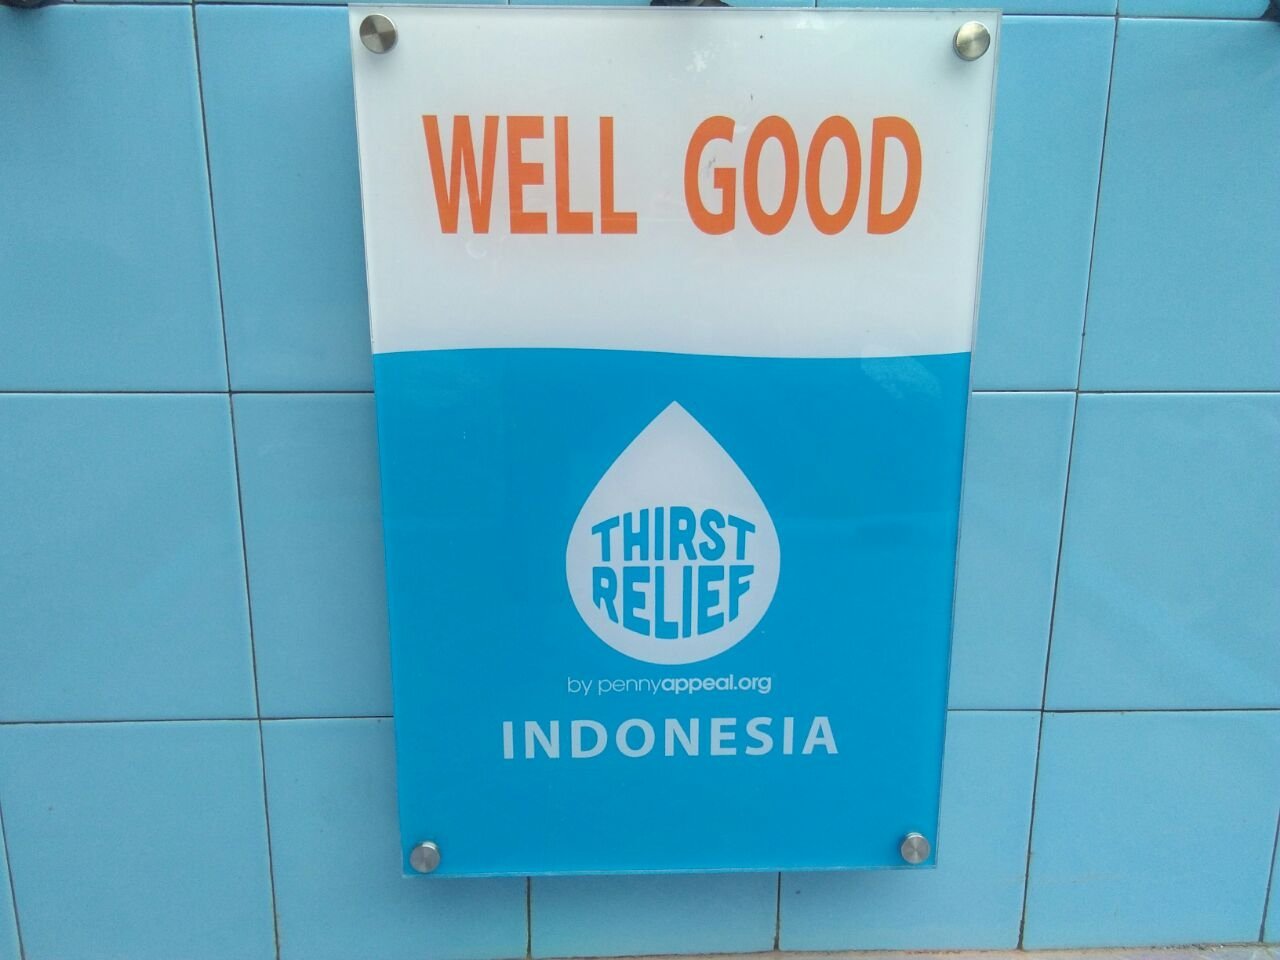 WELL GOOD
THIRST
RELIEF
by pennyappeal.org
INDONESIA